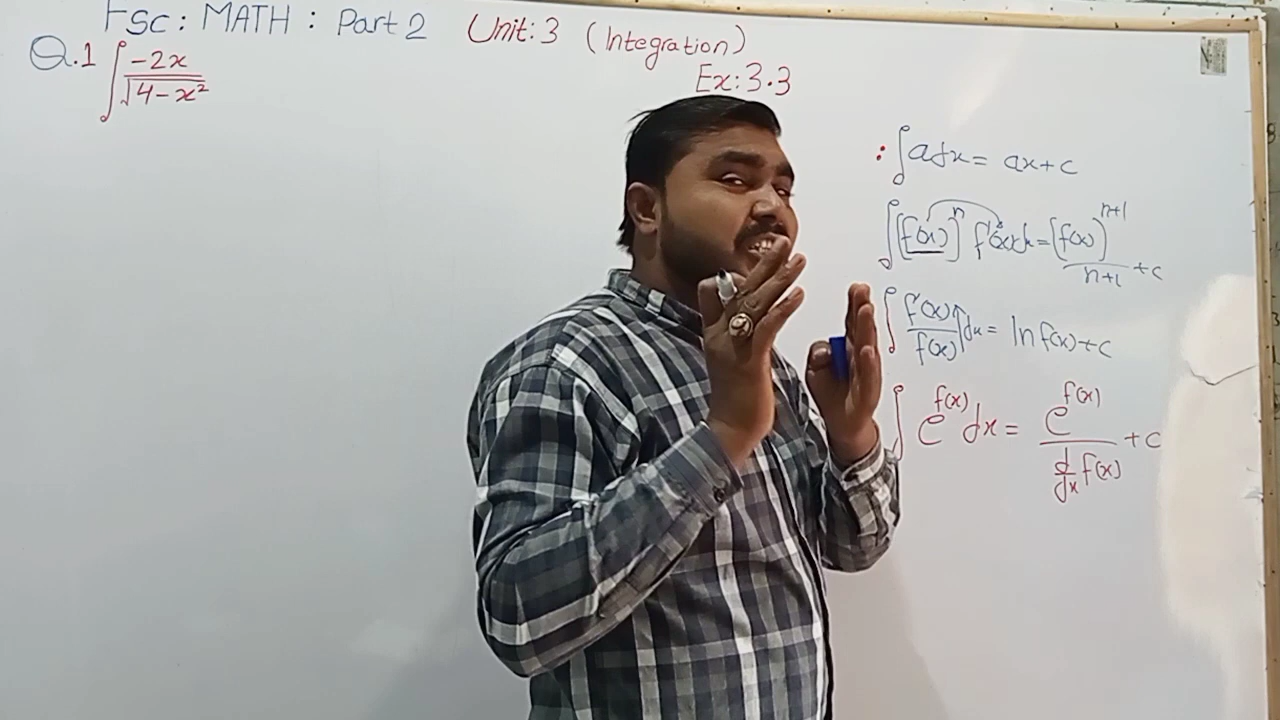 FSc: MATH: Part 2 Unit: 3 (Integration)
Ex: 3.3
Q.1 ∫ -2x / √(4-x²)
: ∫ a dx = ax+c
∫ [f(x)]ⁿ f'(x)dx = [f(x)]ⁿ⁺¹ / n+1 + c
∫ f'(x) / f(x) dx = ln f(x) + c
∫ e^f(x) dx = e^f(x) / d/dx f(x) + c